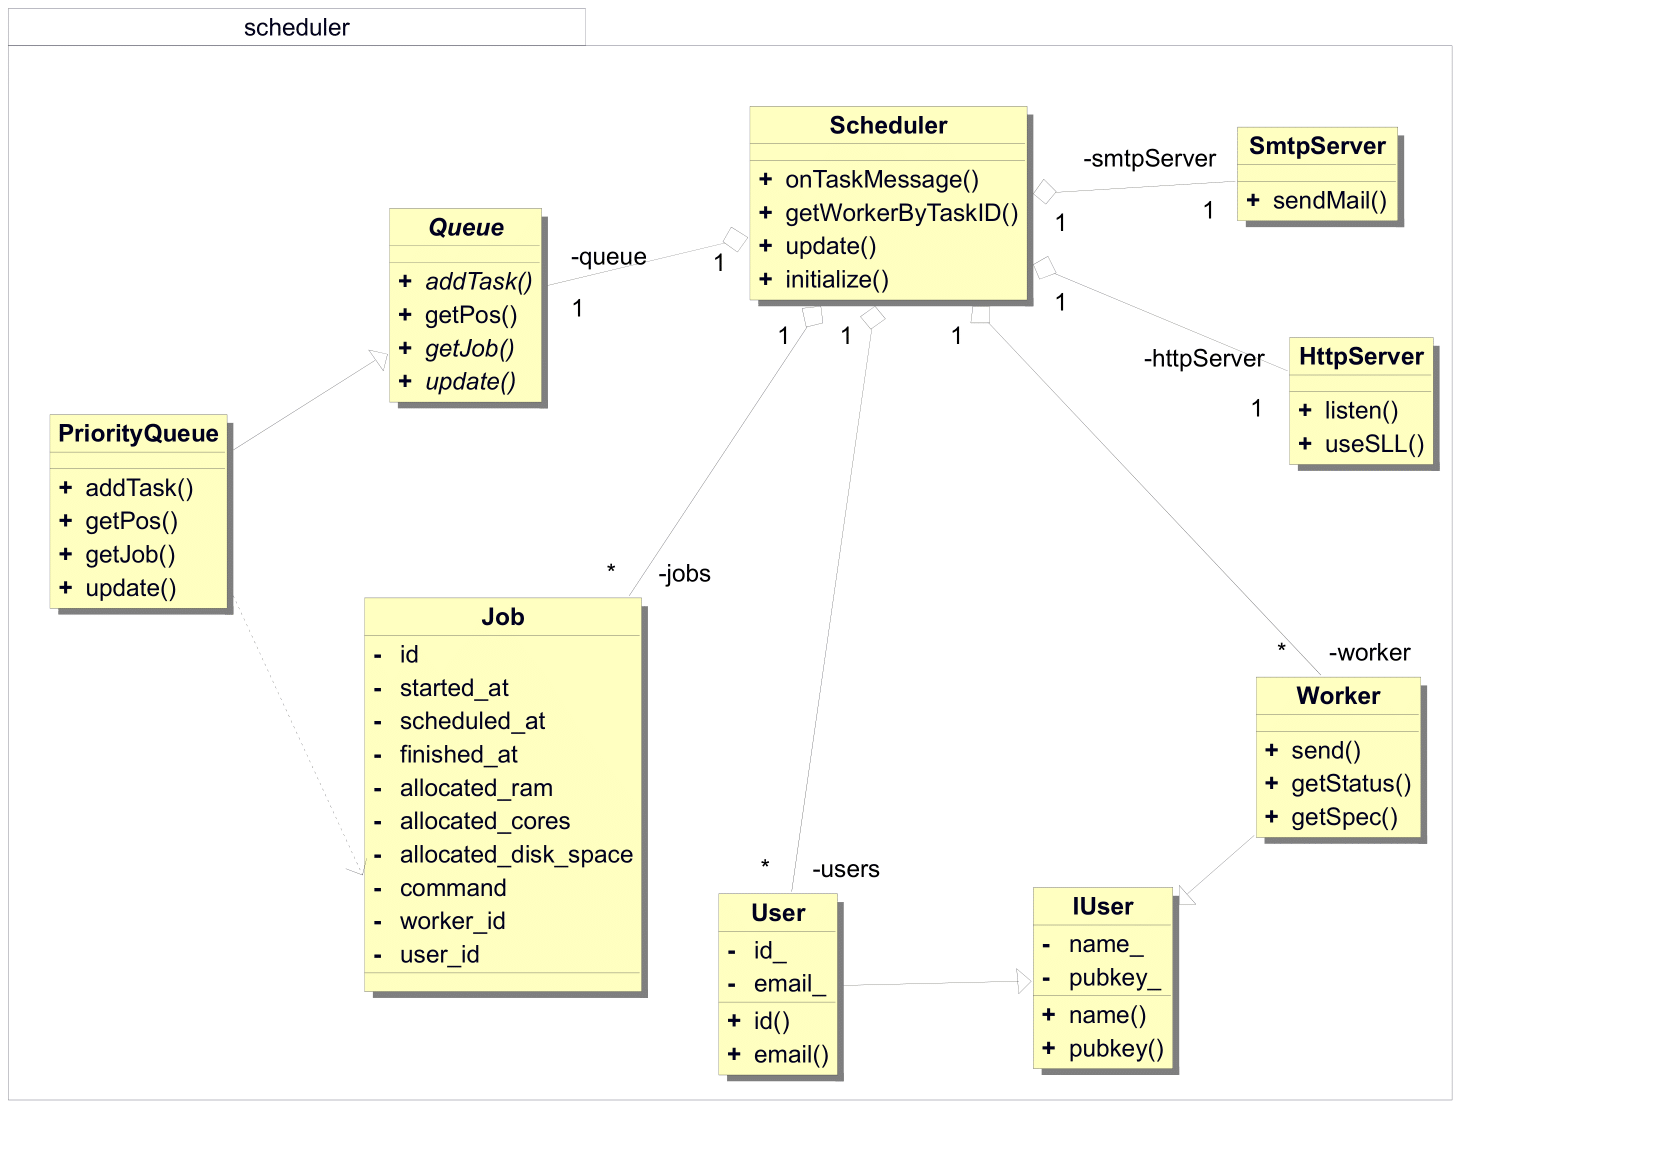 scheduler
Scheduler
+ onTaskMessage()
+ getWorkerByTaskID()
+ update()
+ initialize()
-smtpServer
1
1
SmtpServer
+ sendMail()
Queue
+ addTask()
+ getPos()
+ getJob()
+ update()
-queue
1
1
1
-httpServer
1
HttpServer
+ listen()
+ useSLL()
1
1
1
PriorityQueue
+ addTask()
+ getPos()
+ getJob()
+ update()
*
-jobs
Job
- id
- started_at
- scheduled_at
- finished_at
- allocated_ram
- allocated_cores
- allocated_disk_space
- command
- worker_id
- user_id
*
-worker
Worker
+ send()
+ getStatus()
+ getSpec()
*
-users
User
- id_
- email_
+ id()
+ email()
IUser
- name_
- pubkey_
+ name()
+ pubkey()